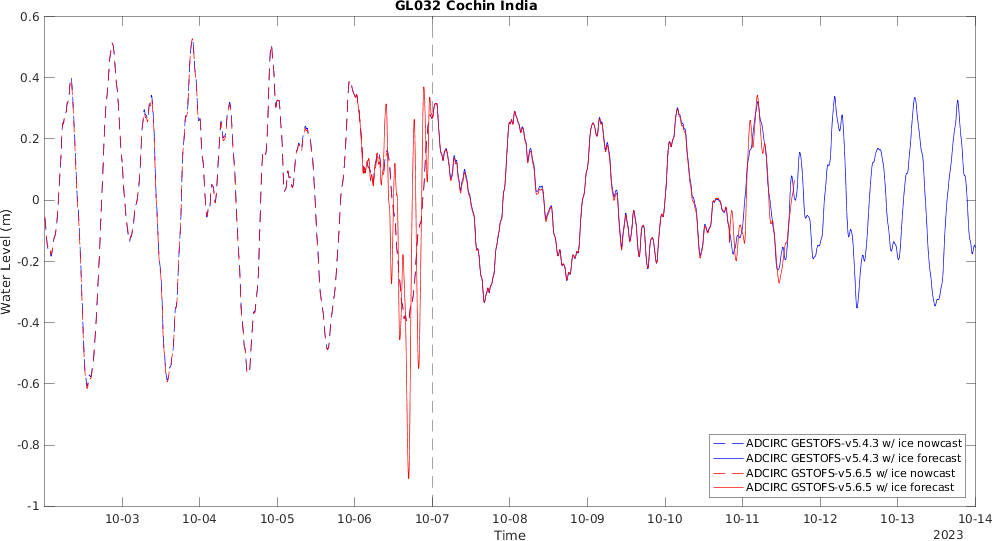 GL032 Cochin India
0.6
0.4
0.2
0
-0.2
-0.4
-0.6
-0.8
-1
Water Level (m)
10-03 10-04 10-05 10-06 10-07 10-08 10-09 10-10 10-11 10-12 10-13 10-14
Time
2023
ADCIRC GESTOFS-v5.4.3 w/ ice nowcast
ADCIRC GESTOFS-v5.4.3 w/ ice forecast
ADCIRC GSTOFS-v5.6.5 w/ ice nowcast
ADCIRC GSTOFS-v5.6.5 w/ ice forecast